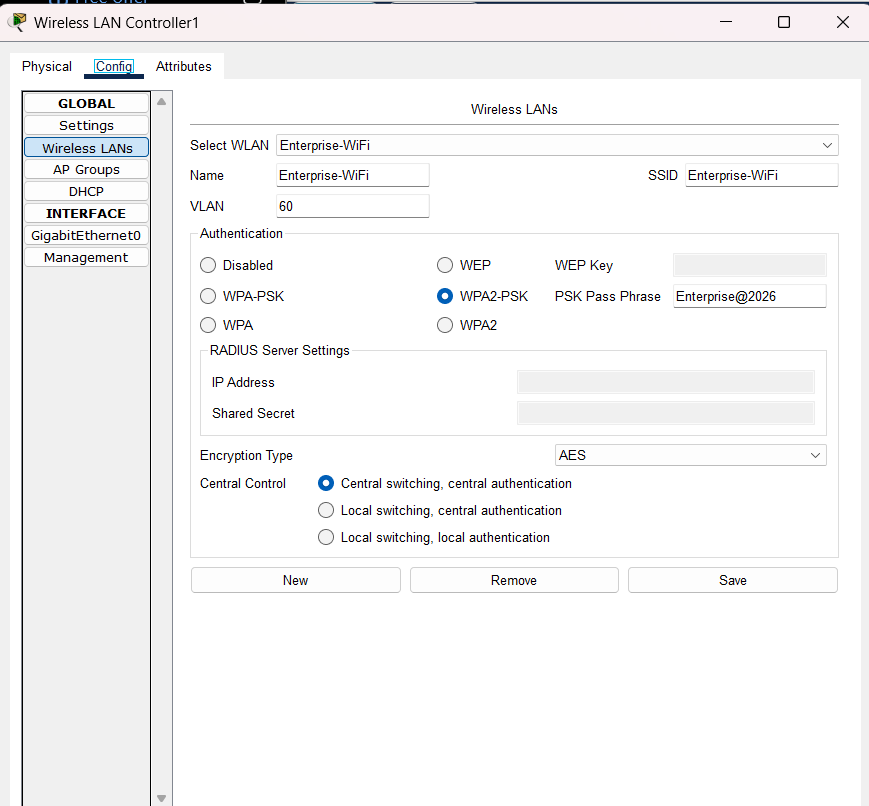 Wireless LAN Controller1
Physical Config Attributes
GLOBAL
Settings
Wireless LANs
AP Groups
DHCP
INTERFACE
GigabitEthernet0
Management
Wireless LANs
Select WLAN Enterprise-WiFi
Name Enterprise-WiFi SSID Enterprise-WiFi
VLAN 60
Authentication
Disabled WEP WEP Key
WPA-PSK WPA2-PSK PSK Pass Phrase Enterprise@2026
WPA WPA2
RADIUS Server Settings
IP Address
Shared Secret
Encryption Type AES
Central Control Central switching, central authentication
Local switching, central authentication
Local switching, local authentication
New Remove Save